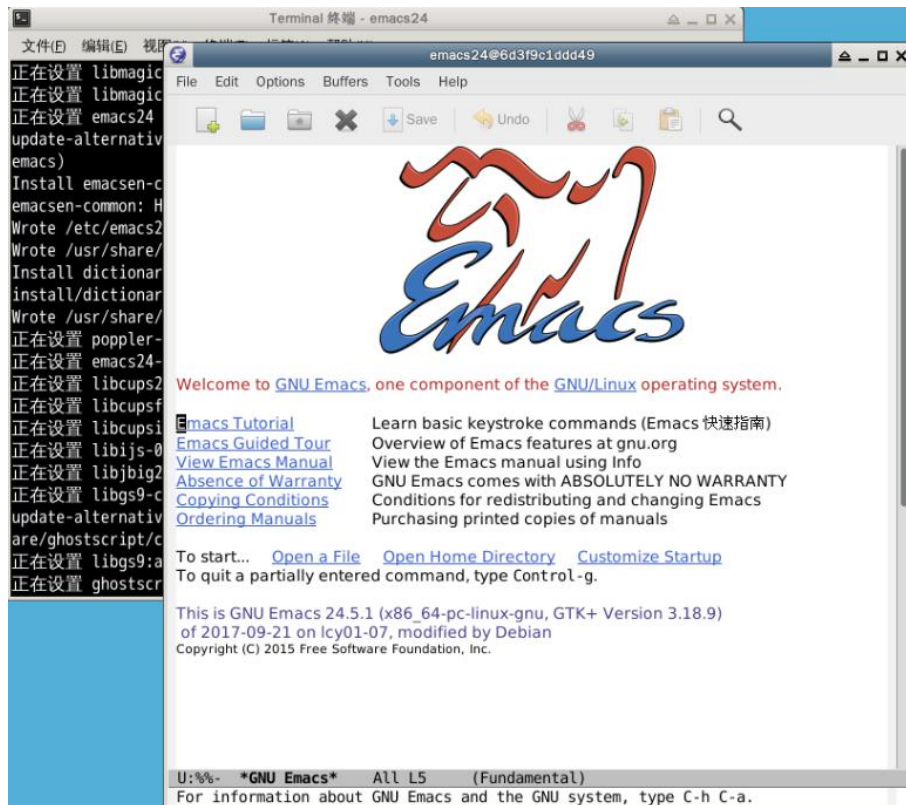 Terminal 终端 - emacs24
文件(F) 编辑(E) 视图
正在设置 libmagic
正在设置 libmagic
正在设置 emacs24
update-alternativ
emacs)
Install emacsen-c
emacsen-common: H
Wrote /etc/emacs2
Wrote /usr/share/
Install dictionar
install/dictionar
Wrote /usr/share/
正在设置 poppler-
正在设置 emacs24-
正在设置 libcups2
正在设置 libcupsf
正在设置 libcupsi
正在设置 libijs-0
正在设置 libjbig2
正在设置 libgs9-c
update-alternativ
are/ghostscript/c
正在设置 libgs9:a
正在设置 ghostscr
emacs24@6d3f9c1ddd49
File Edit Options Buffers Tools Help
Save Undo
Emacs
Welcome to GNU Emacs, one component of the GNU/Linux operating system.
Emacs Tutorial Learn basic keystroke commands (Emacs 快速指南)
Emacs Guided Tour Overview of Emacs features at gnu.org
View Emacs Manual View the Emacs manual using Info
Absence of Warranty GNU Emacs comes with ABSOLUTELY NO WARRANTY
Copying Conditions Conditions for redistributing and changing Emacs
Ordering Manuals Purchasing printed copies of manuals
To start... Open a File Open Home Directory Customize Startup
To quit a partially entered command, type Control-g.
This is GNU Emacs 24.5.1 (x86_64-pc-linux-gnu, GTK+ Version 3.18.9)
of 2017-09-21 on lcy01-07, modified by Debian
Copyright (C) 2015 Free Software Foundation, Inc.
U:%%- *GNU Emacs* All L5 (Fundamental)
For information about GNU Emacs and the GNU system, type C-h C-a.